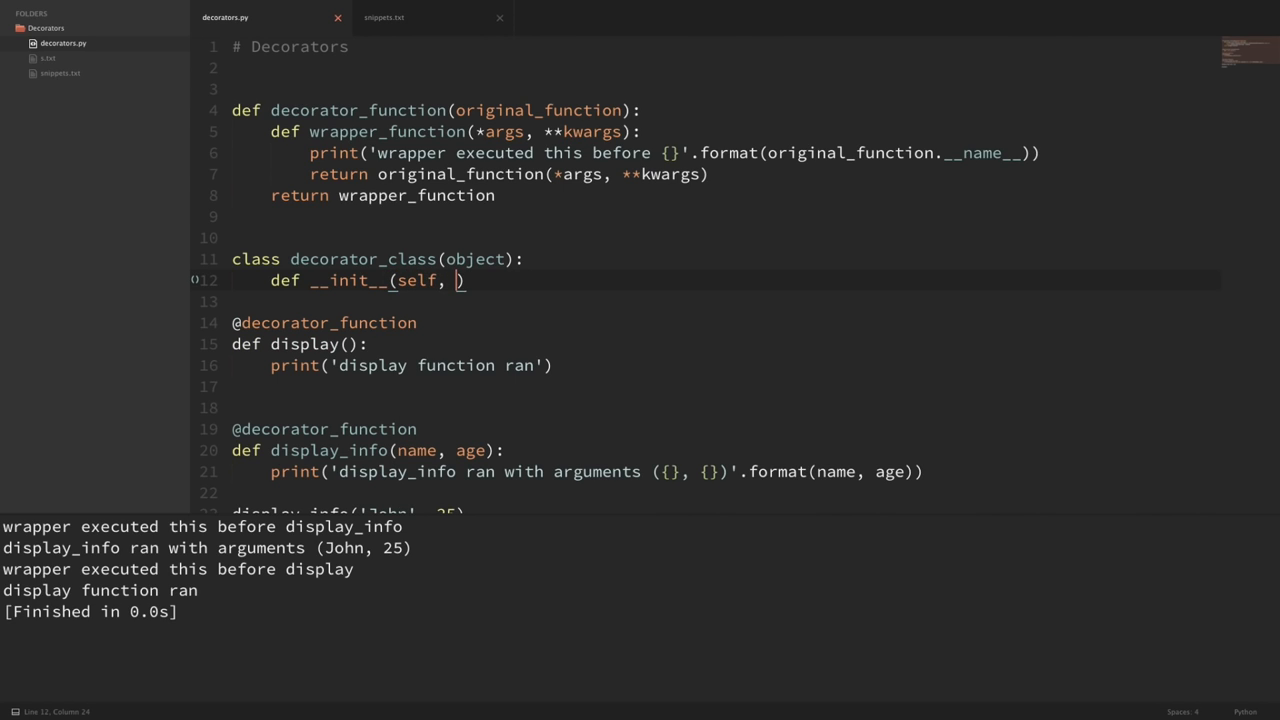 FOLDERS
Decorators
decorators.py
s.txt
snippets.txt
decorators.py
snippets.txt
1 # Decorators
2
3
4 def decorator_function(original_function):
5     def wrapper_function(*args, **kwargs):
6         print('wrapper executed this before {}'.format(original_function.__name__))
7         return original_function(*args, **kwargs)
8     return wrapper_function
9
10
11 class decorator_class(object):
12     def __init__(self, )
13
14 @decorator_function
15 def display():
16     print('display function ran')
17
18
19 @decorator_function
20 def display_info(name, age):
21     print('display_info ran with arguments ({}, {})'.format(name, age))
22
23 display_info('John', 25)
wrapper executed this before display_info
display_info ran with arguments (John, 25)
wrapper executed this before display
display function ran
[Finished in 0.0s]
Line 12, Column 24
Spaces: 4
Python